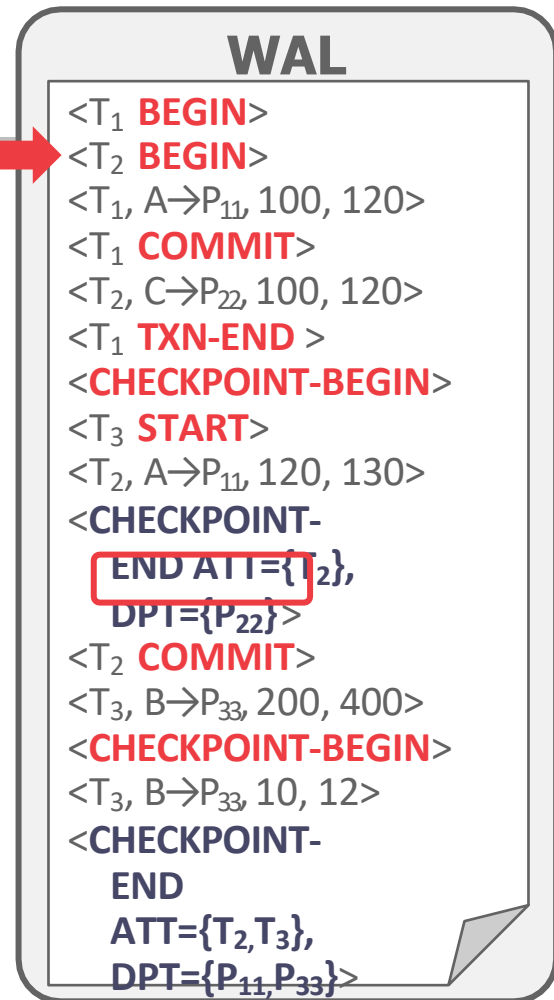 WAL
<T₁ BEGIN>
<T₂ BEGIN>
<T₁, A→P₁₁, 100, 120>
<T₁ COMMIT>
<T₂, C→P₂₂, 100, 120>
<T₁ TXN-END >
<CHECKPOINT-BEGIN>
<T₃ START>
<T₂, A→P₁₁, 120, 130>
<CHECKPOINT-
END ATT={T₂},
DPT={P₂₂}>
<T₂ COMMIT>
<T₃, B→P₃₃, 200, 400>
<CHECKPOINT-BEGIN>
<T₃, B→P₃₃, 10, 12>
<CHECKPOINT-
END
ATT={T₂,T₃},
DPT={P₁₁,P₃₃}>